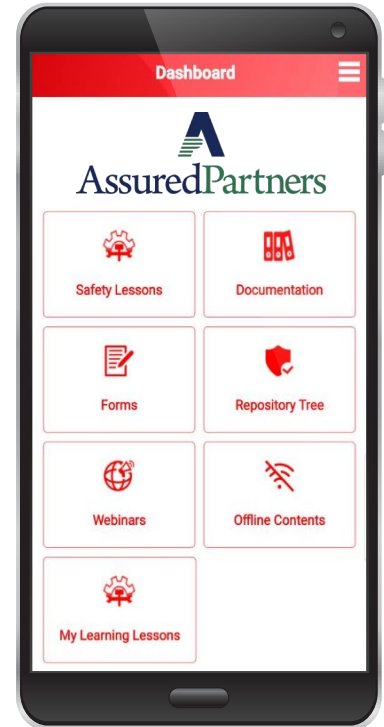 Dashboard
AssuredPartners
Safety Lessons
Documentation
Forms
Repository Tree
Webinars
Offline Contents
My Learning Lessons